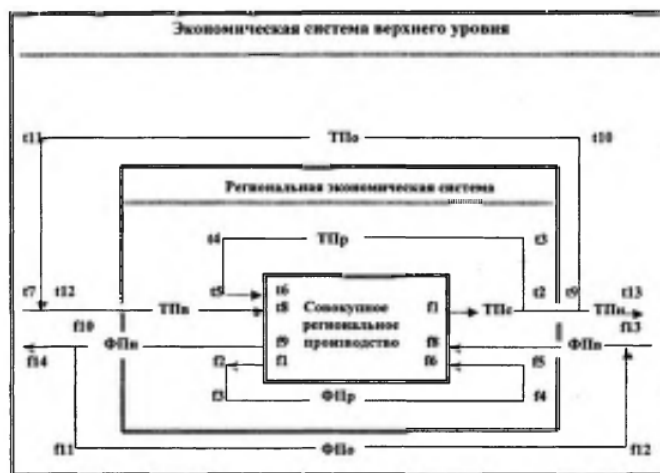 Экономическая система верхнего уровня
t11 ТПо t10
Региональная экономическая система
t4 ТПр t3
t7 t12 ТПв t5 t6 t8 Совокупное региональное производство f1 ТПс t2 t9 t13
f10 ФПи f9 f8 ФПв f13
f14 f2 f1 f6 f5
f3 ФПр f4
f11 ФПо f12